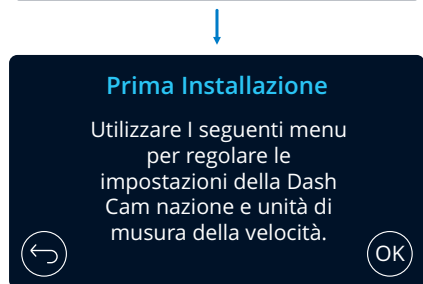 Prima Installazione
Utilizzare I seguenti menu
per regolare le
impostazioni della Dash
Cam nazione e unità di
musura della velocità.
OK